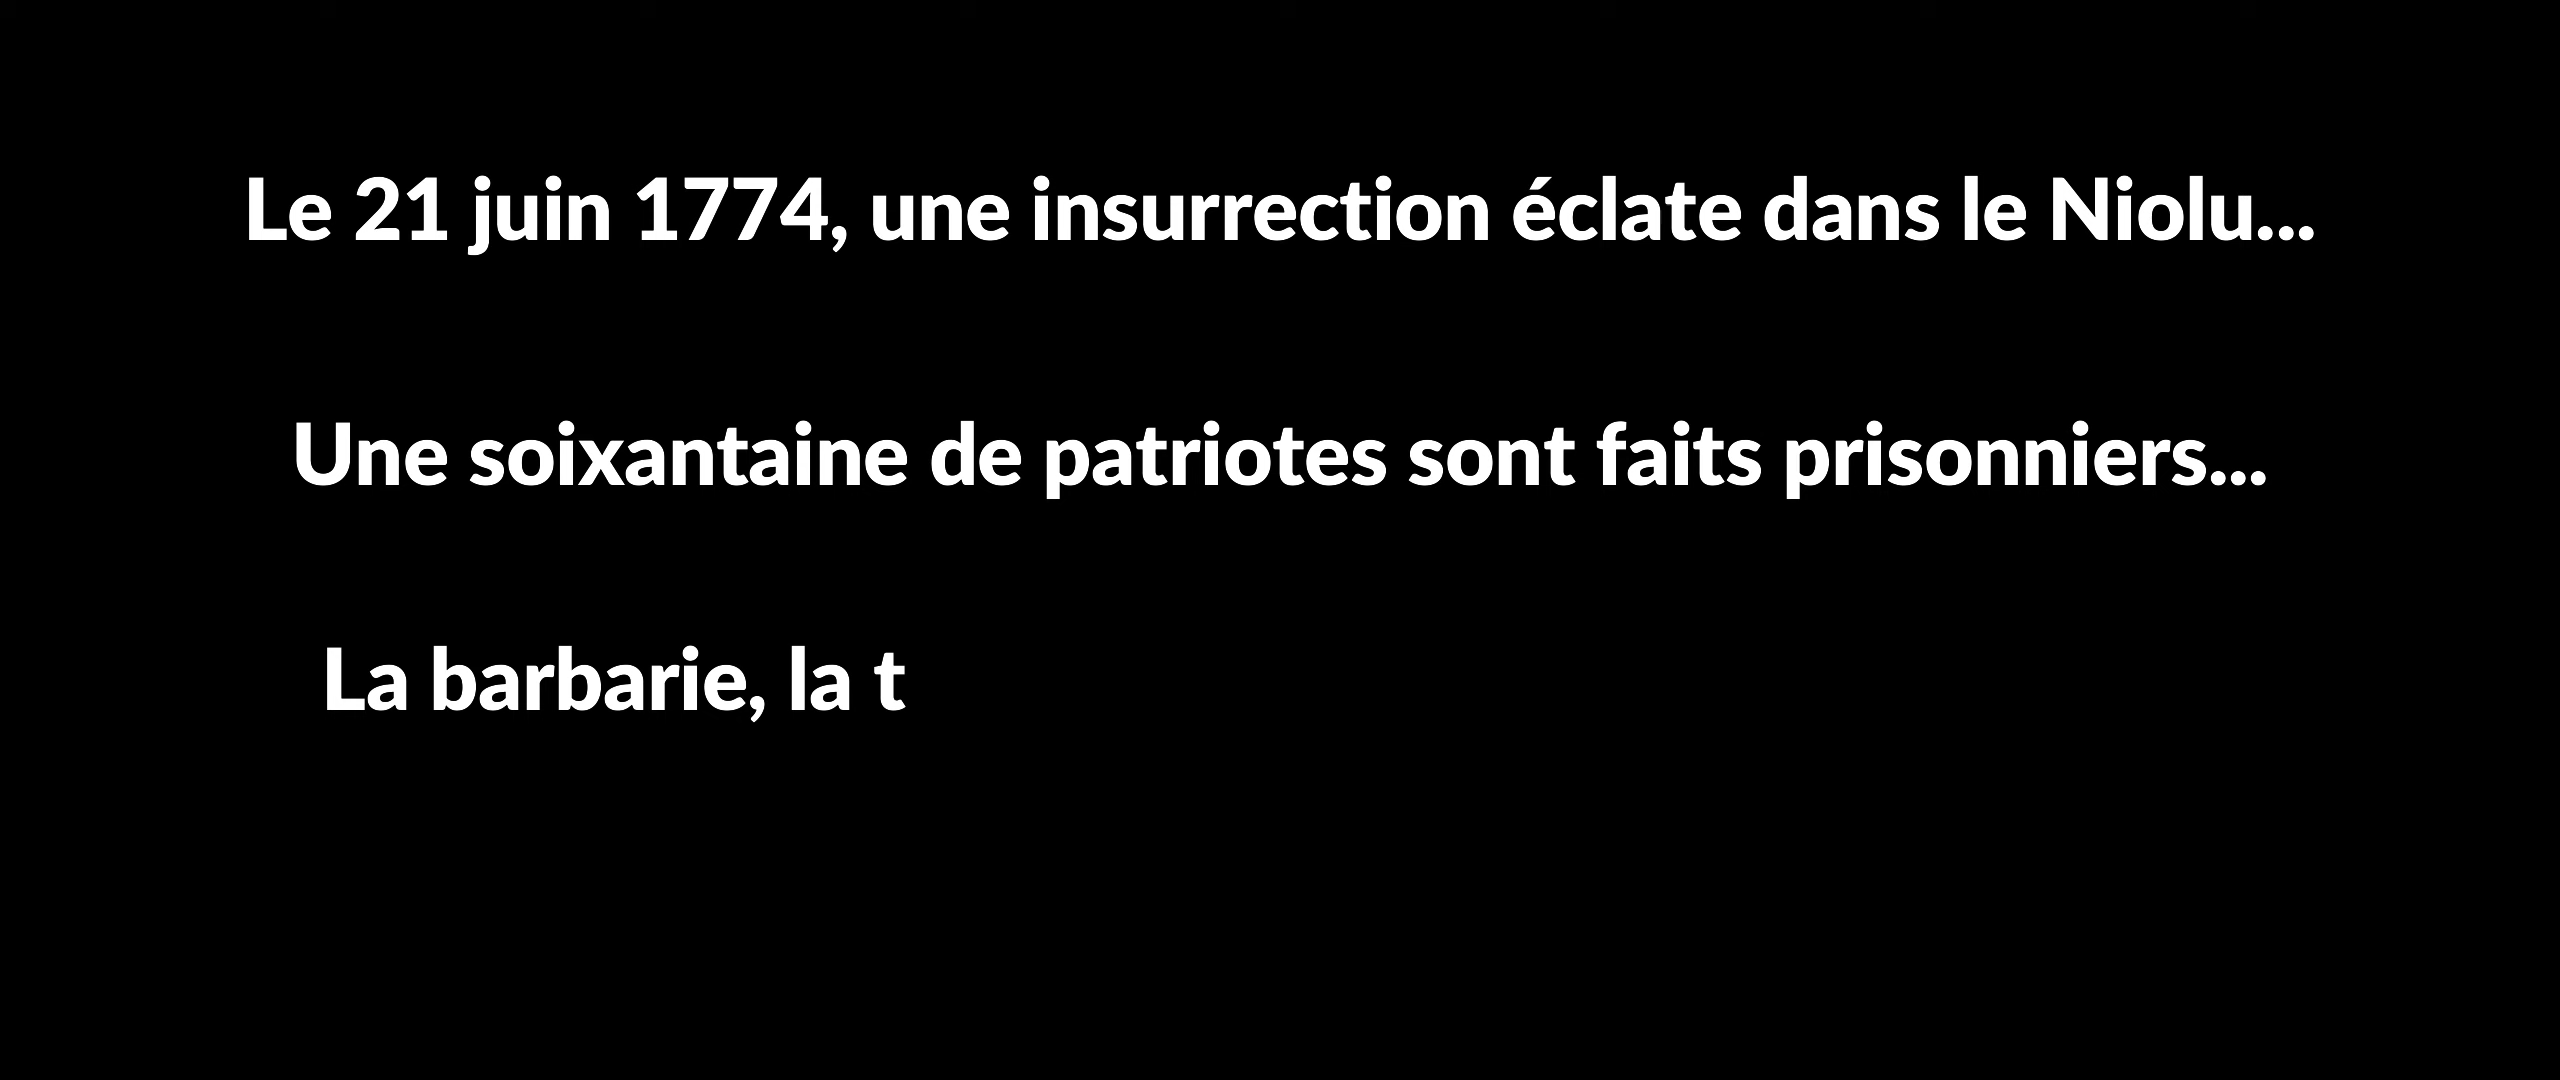 Le 21 juin 1774, une insurrection éclate dans le Niolu...
Une soixantaine de patriotes sont faits prisonniers...
La barbarie, la t